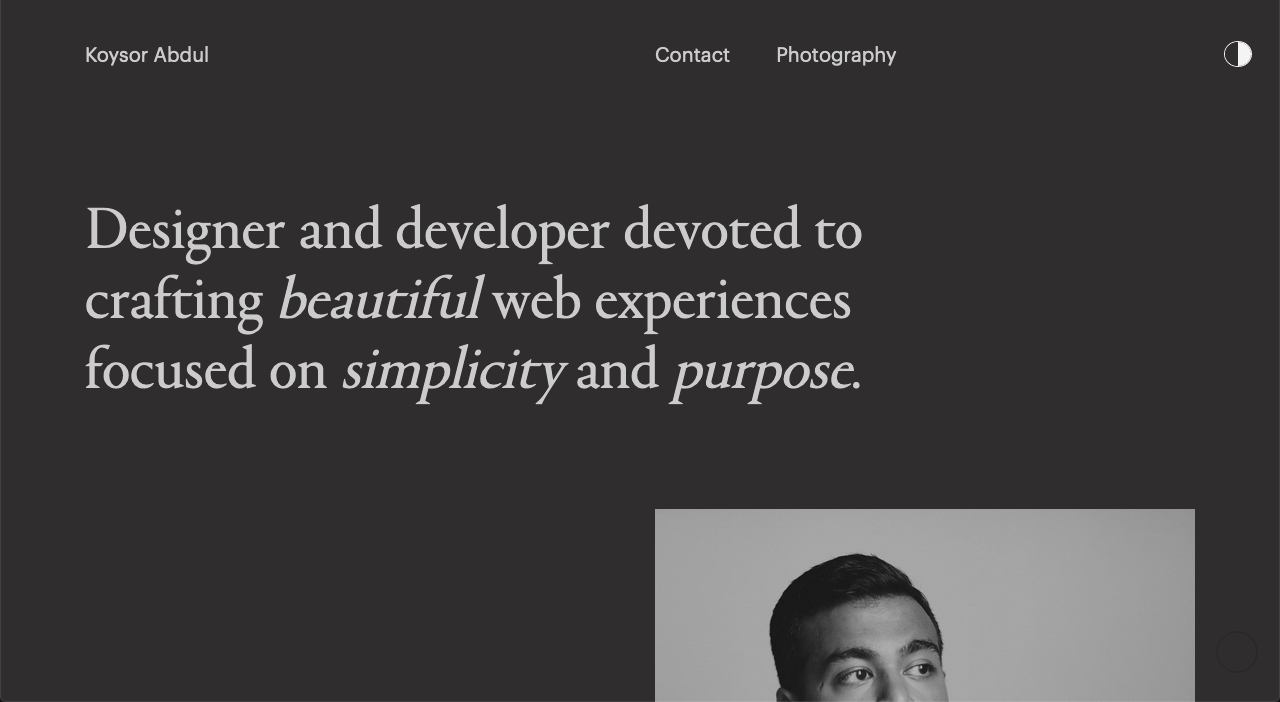 Koysor Abdul
Contact Photography
Designer and developer devoted to
crafting beautiful web experiences
focused on simplicity and purpose.